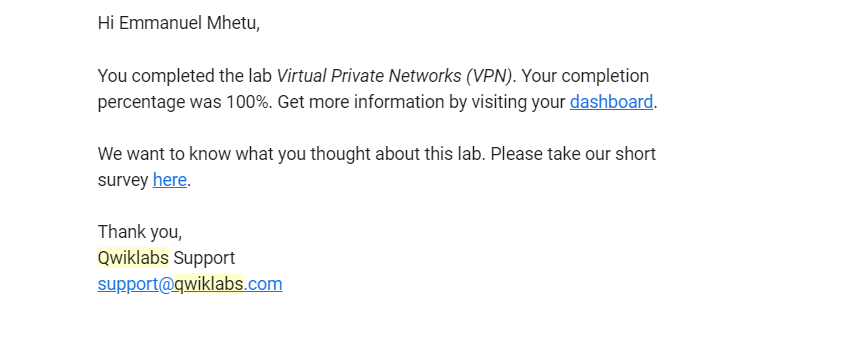 Hi Emmanuel Mhetu,
You completed the lab Virtual Private Networks (VPN). Your completion
percentage was 100%. Get more information by visiting your dashboard.
We want to know what you thought about this lab. Please take our short
survey here.
Thank you,
Qwiklabs Support
support@qwiklabs.com